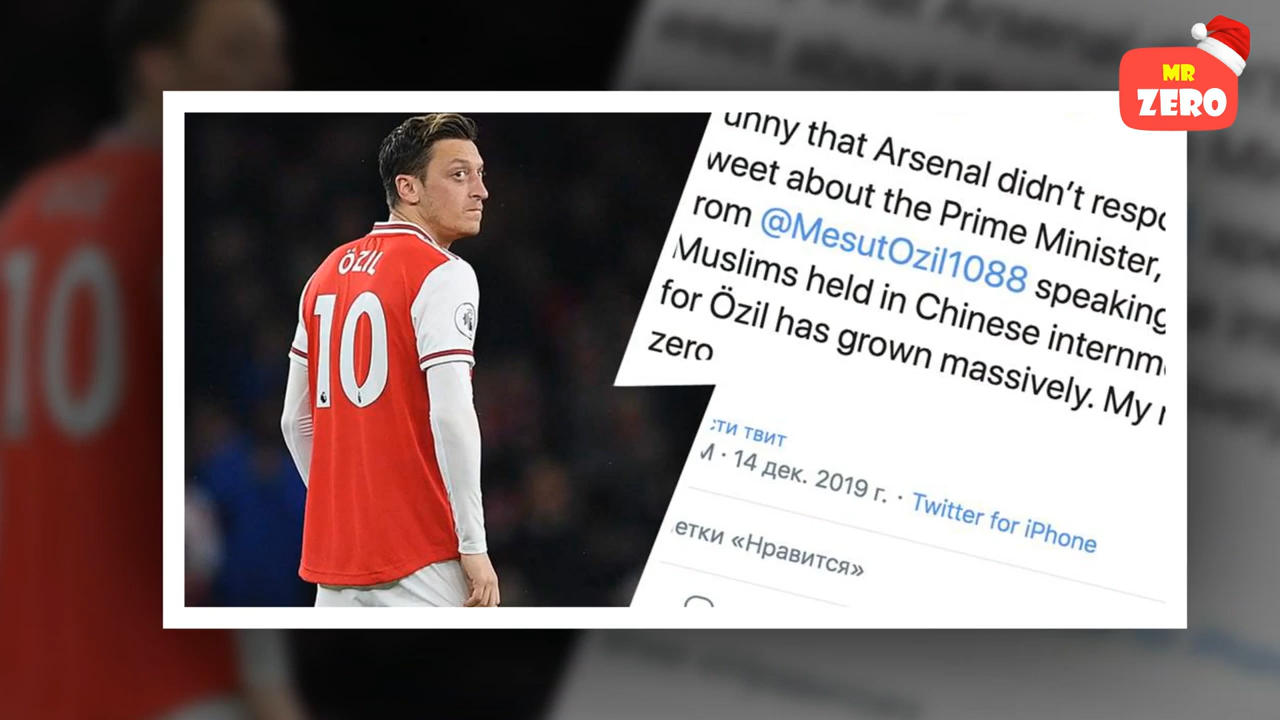 MR
ZERO
ÖZIL
10
unny that Arsenal didn't respo
weet about the Prime Minister,
rom @MesutOzil1088 speaking
Muslims held in Chinese internm
for Özil has grown massively. My r
zero
сти твит
М · 14 дек. 2019 г. · Twitter for iPhone
етки «Нравится»
10